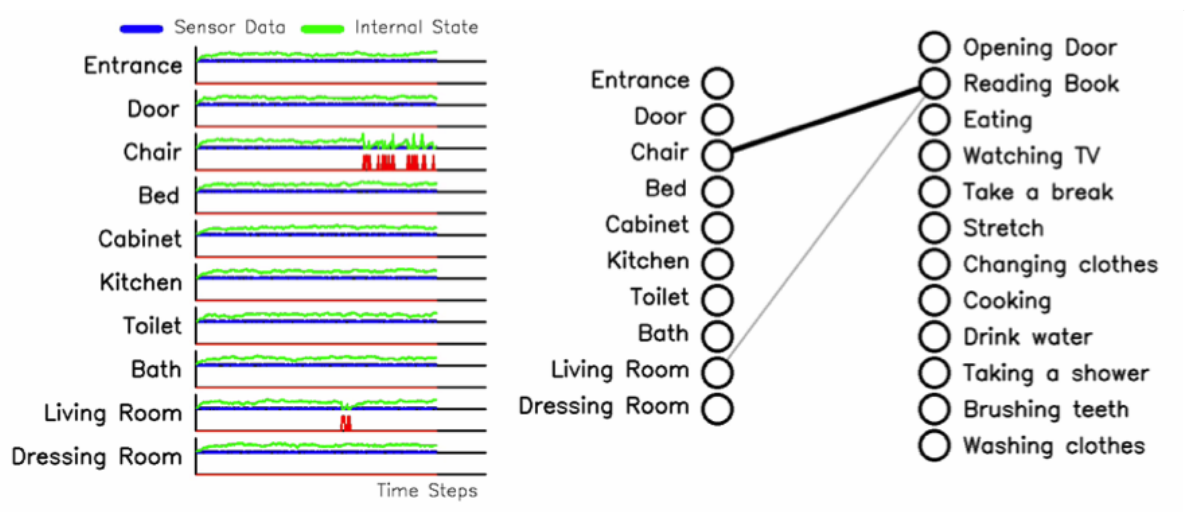 Sensor Data
Internal State
Entrance
Door
Chair
Bed
Cabinet
Kitchen
Toilet
Bath
Living Room
Dressing Room
Time Steps
Entrance
Door
Chair
Bed
Cabinet
Kitchen
Toilet
Bath
Living Room
Dressing Room
Opening Door
Reading Book
Eating
Watching TV
Take a break
Stretch
Changing clothes
Cooking
Drink water
Taking a shower
Brushing teeth
Washing clothes